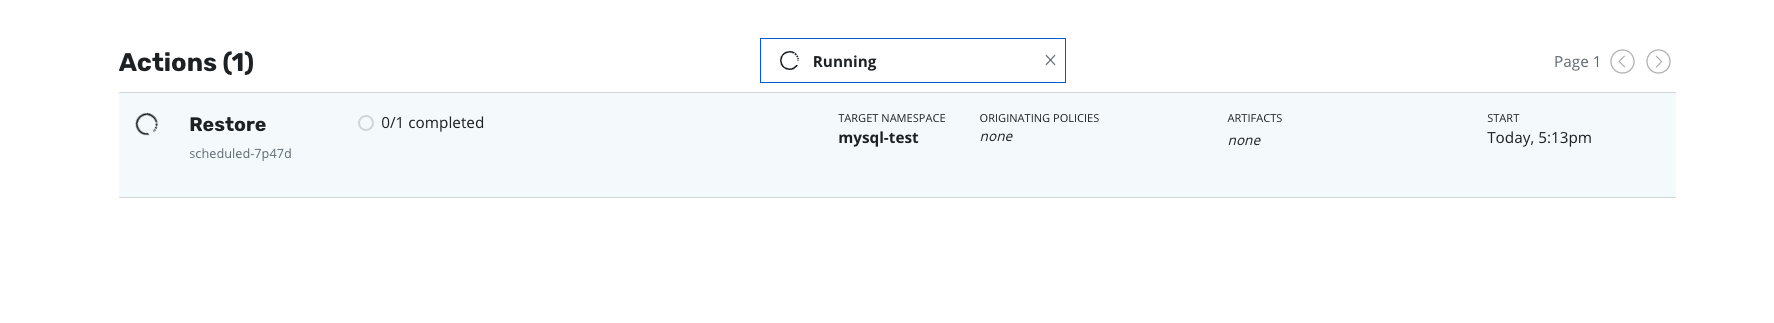 Actions (1)
Running
Page 1
Restore
scheduled-7p47d
0/1 completed
TARGET NAMESPACE
mysql-test
ORIGINATING POLICIES
none
ARTIFACTS
none
START
Today, 5:13pm